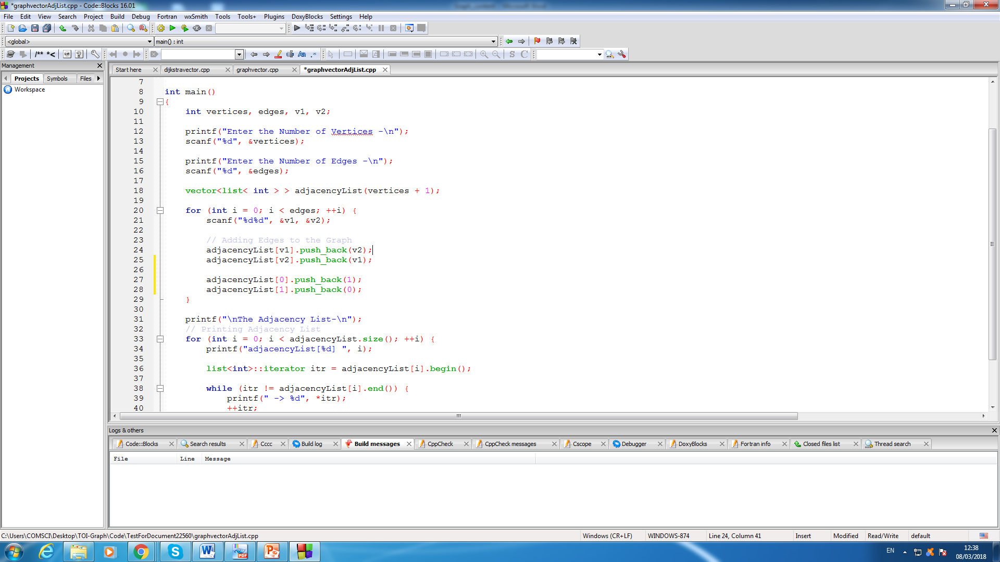 *graphvectorAdjList.cpp - Code::Blocks 16.01
File Edit View Search Project Build Debug Fortran wxSmith Tools Tools+ Plugins DoxyBlocks Settings Help
<global> main() : int
/** *<
Aa .*
S C
Management
Start here dijkstravector.cpp graphvector.cpp *graphvectorAdjList.cpp
Projects Symbols Files
Workspace
7
8 int main()
9 {
10 int vertices, edges, v1, v2;
11
12 printf("Enter the Number of Vertices -\n");
13 scanf("%d", &vertices);
14
15 printf("Enter the Number of Edges -\n");
16 scanf("%d", &edges);
17
18 vector<list< int > > adjacencyList(vertices + 1);
19
20 for (int i = 0; i < edges; ++i) {
21 scanf("%d%d", &v1, &v2);
22
23 // Adding Edges to the Graph
24 adjacencyList[v1].push_back(v2);
25 adjacencyList[v2].push_back(v1);
26
27 adjacencyList[0].push_back(1);
28 adjacencyList[1].push_back(0);
29 }
30
31 printf("\nThe Adjacency List-\n");
32 // Printing Adjacency List
33 for (int i = 0; i < adjacencyList.size(); ++i) {
34 printf("adjacencyList[%d] ", i);
35
36 list<int>::iterator itr = adjacencyList[i].begin();
37
38 while (itr != adjacencyList[i].end()) {
39 printf(" -> %d", *itr);
40 ++itr;
Logs & others
Code::Blocks Search results Cccc Build log Build messages CppCheck CppCheck messages Cscope Debugger DoxyBlocks Fortran info Closed files list Thread search
File Line Message
C:\Users\COMSCI\Desktop\TOI-Graph\Code\TestForDocument22560\graphvectorAdjList.cpp Windows (CR+LF) WINDOWS-874 Line 24, Column 41 Insert Modified Read/Write default
EN 12:38
08/03/2018